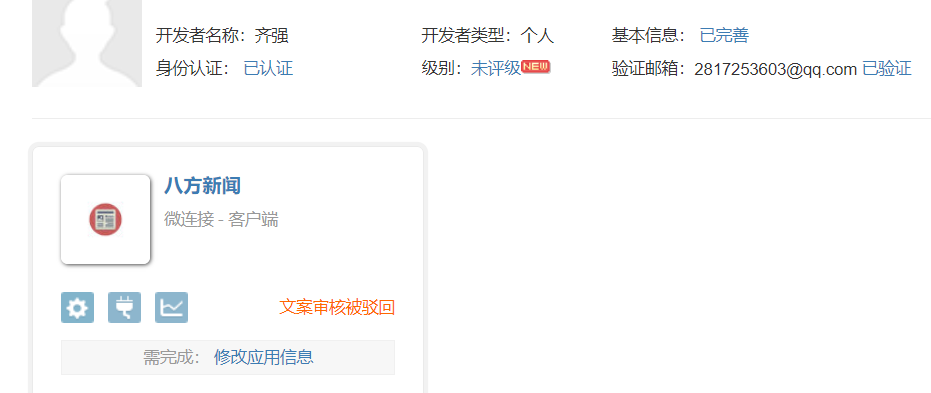 开发者名称：齐强 开发者类型：个人 基本信息： 已完善
身份认证： 已认证 级别：未评级NEW 验证邮箱：2817253603@qq.com 已验证
八方新闻
微连接 - 客户端
文案审核被驳回
需完成： 修改应用信息